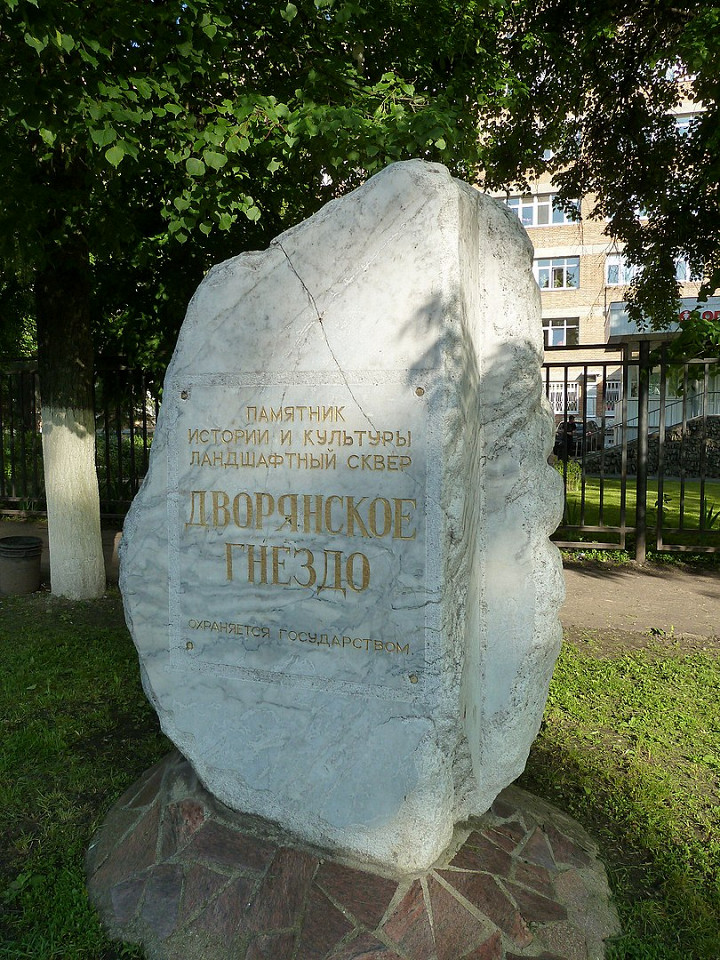 ПАМЯТНИК
ИСТОРИИ И КУЛЬТУРЫ
ЛАНДШАФТНЫЙ СКВЕР
ДВОРЯНСКОЕ
ГНЕЗДО
ОХРАНЯЕТСЯ ГОСУДАРСТВОМ.